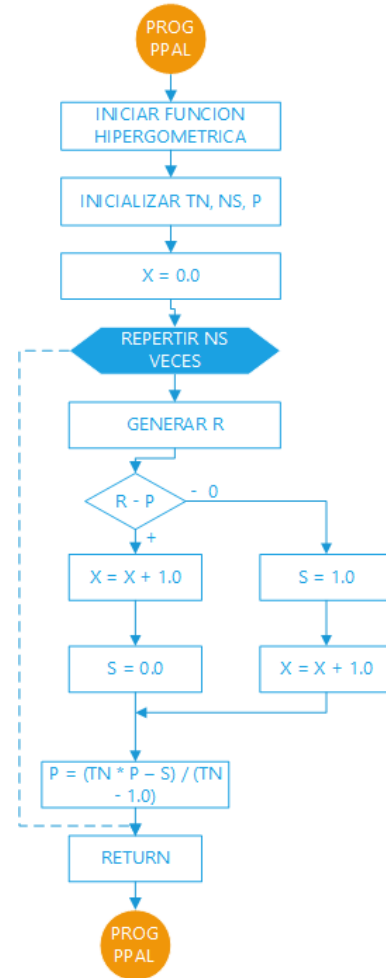 PROG
PPAL
INICIAR FUNCION
HIPERGOMETRICA
INICIALIZAR TN, NS, P
X = 0.0
REPERTIR NS
VECES
GENERAR R
R - P
- 0
+
X = X + 1.0
S = 1.0
S = 0.0
X = X + 1.0
P = (TN * P – S) / (TN
- 1.0)
RETURN
PROG
PPAL